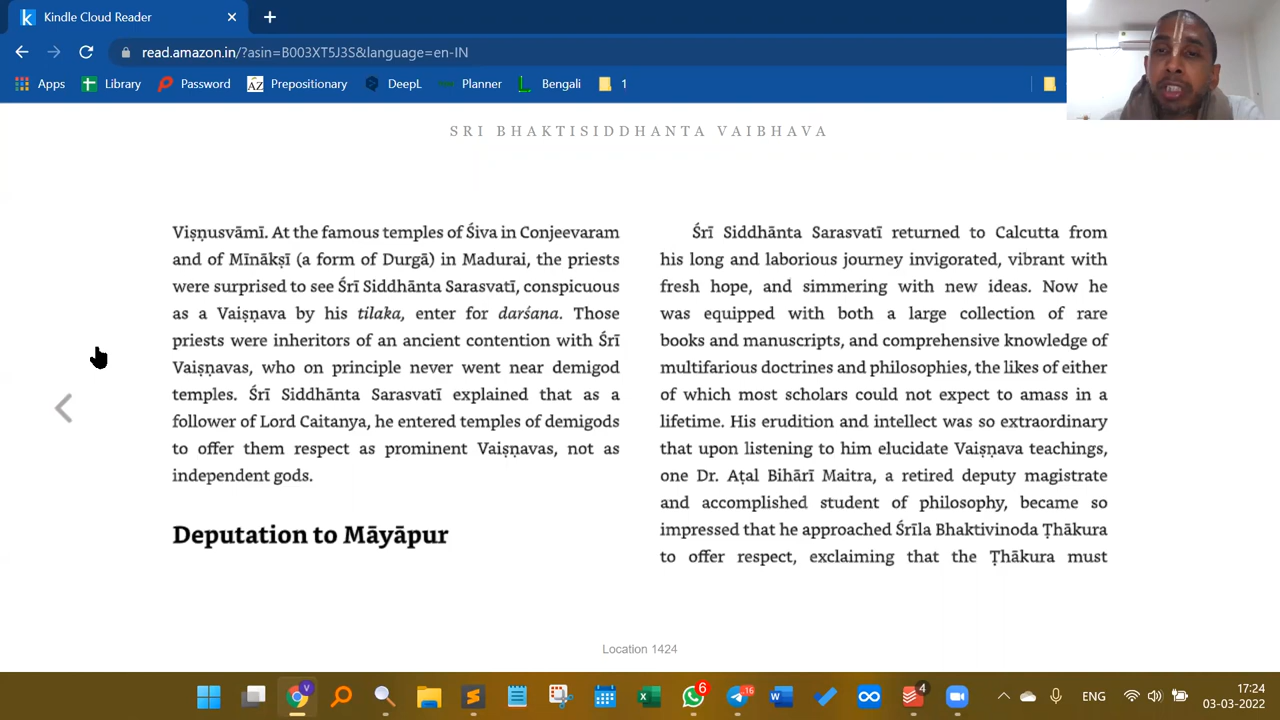 Kindle Cloud Reader
read.amazon.in/?asin=B003XT5J3S&language=en-IN
Apps Library Password Prepositionary DeepL Planner Bengali 1
SRI BHAKTISIDDHANTA VAIBHAVA
Viṣṇusvāmī. At the famous temples of Śiva in Conjeevaram
and of Mīnākṣī (a form of Durgā) in Madurai, the priests
were surprised to see Śrī Siddhānta Sarasvatī, conspicuous
as a Vaiṣṇava by his tilaka, enter for darśana. Those
priests were inheritors of an ancient contention with Śrī
Vaiṣṇavas, who on principle never went near demigod
temples. Śrī Siddhānta Sarasvatī explained that as a
follower of Lord Caitanya, he entered temples of demigods
to offer them respect as prominent Vaiṣṇavas, not as
independent gods.
Deputation to Māyāpur
Śrī Siddhānta Sarasvatī returned to Calcutta from
his long and laborious journey invigorated, vibrant with
fresh hope, and simmering with new ideas. Now he
was equipped with both a large collection of rare
books and manuscripts, and comprehensive knowledge of
multifarious doctrines and philosophies, the likes of either
of which most scholars could not expect to amass in a
lifetime. His erudition and intellect was so extraordinary
that upon listening to him elucidate Vaiṣṇava teachings,
one Dr. Aṭal Bihārī Maitra, a retired deputy magistrate
and accomplished student of philosophy, became so
impressed that he approached Śrīla Bhaktivinoda Ṭhākura
to offer respect, exclaiming that the Ṭhākura must
Location 1424
V 6 16 4 ENG 17:24
03-03-2022